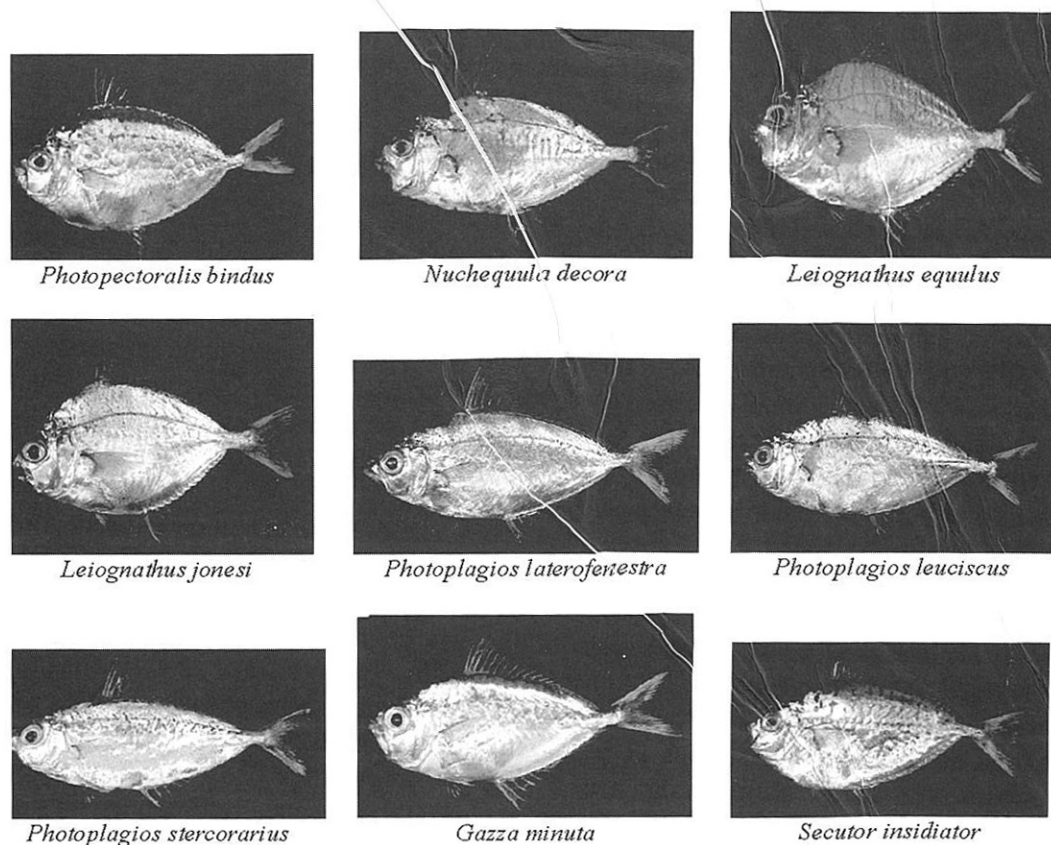 Photopectoralis bindus
Nuchequula decora
Leiognathus equulus
Leiognathus jonesi
Photoplagios laterofenestra
Photoplagios leuciscus
Photoplagios stercorarius
Gazza minuta
Secutor insidiator